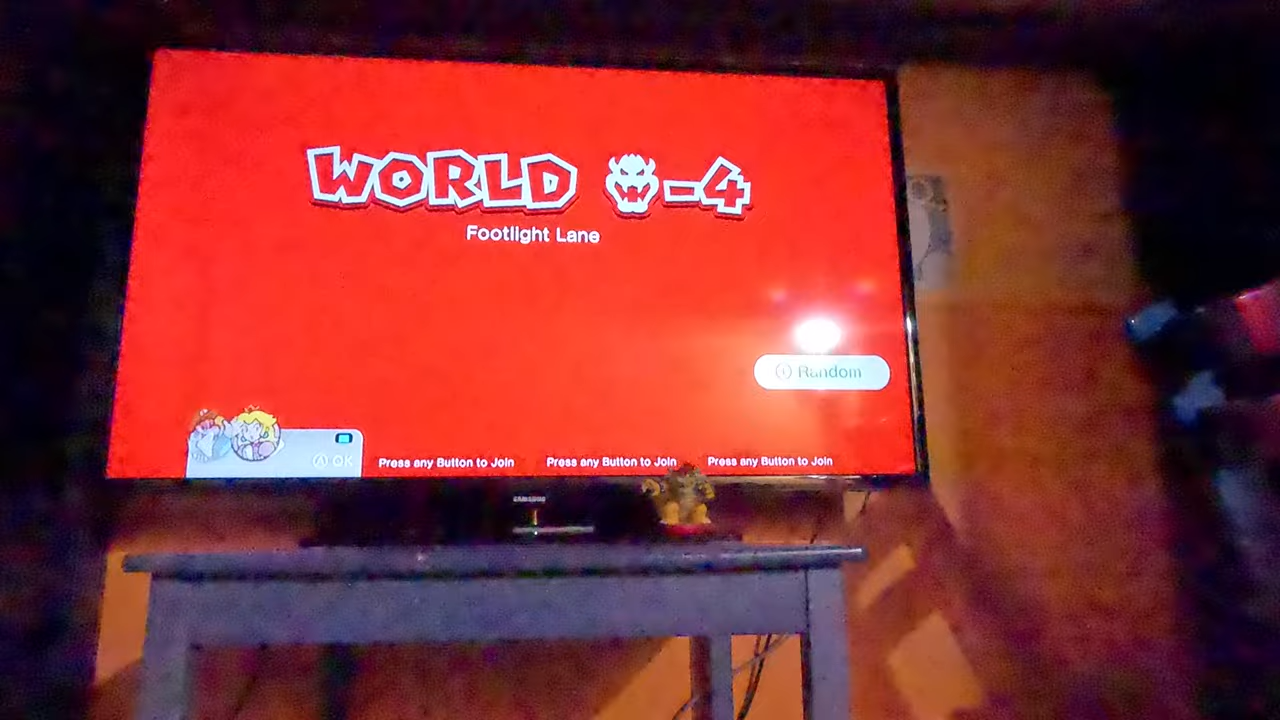 WORLD -4
Footlight Lane
Random
OK
Press any Button to Join
Press any Button to Join
Press any Button to Join
SAMSUNG